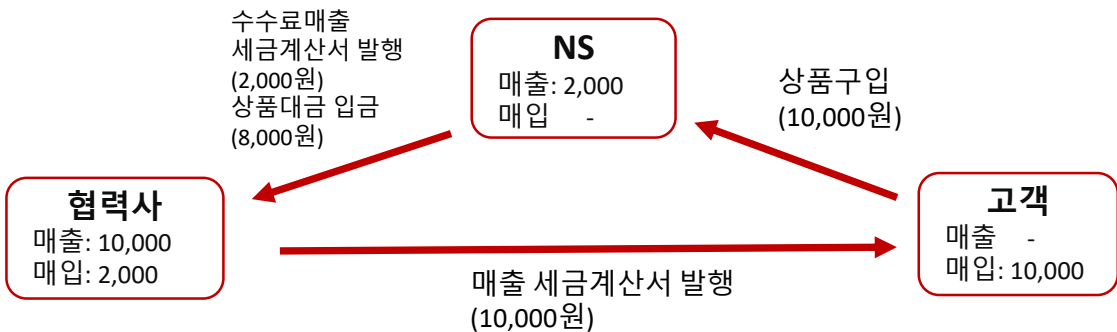 수수료매출
세금계산서 발행
(2,000원)
상품대금 입금
(8,000원)
NS
매출: 2,000
매입 -
상품구입
(10,000원)
협력사
매출: 10,000
매입: 2,000
고객
매출 -
매입: 10,000
매출 세금계산서 발행
(10,000원)